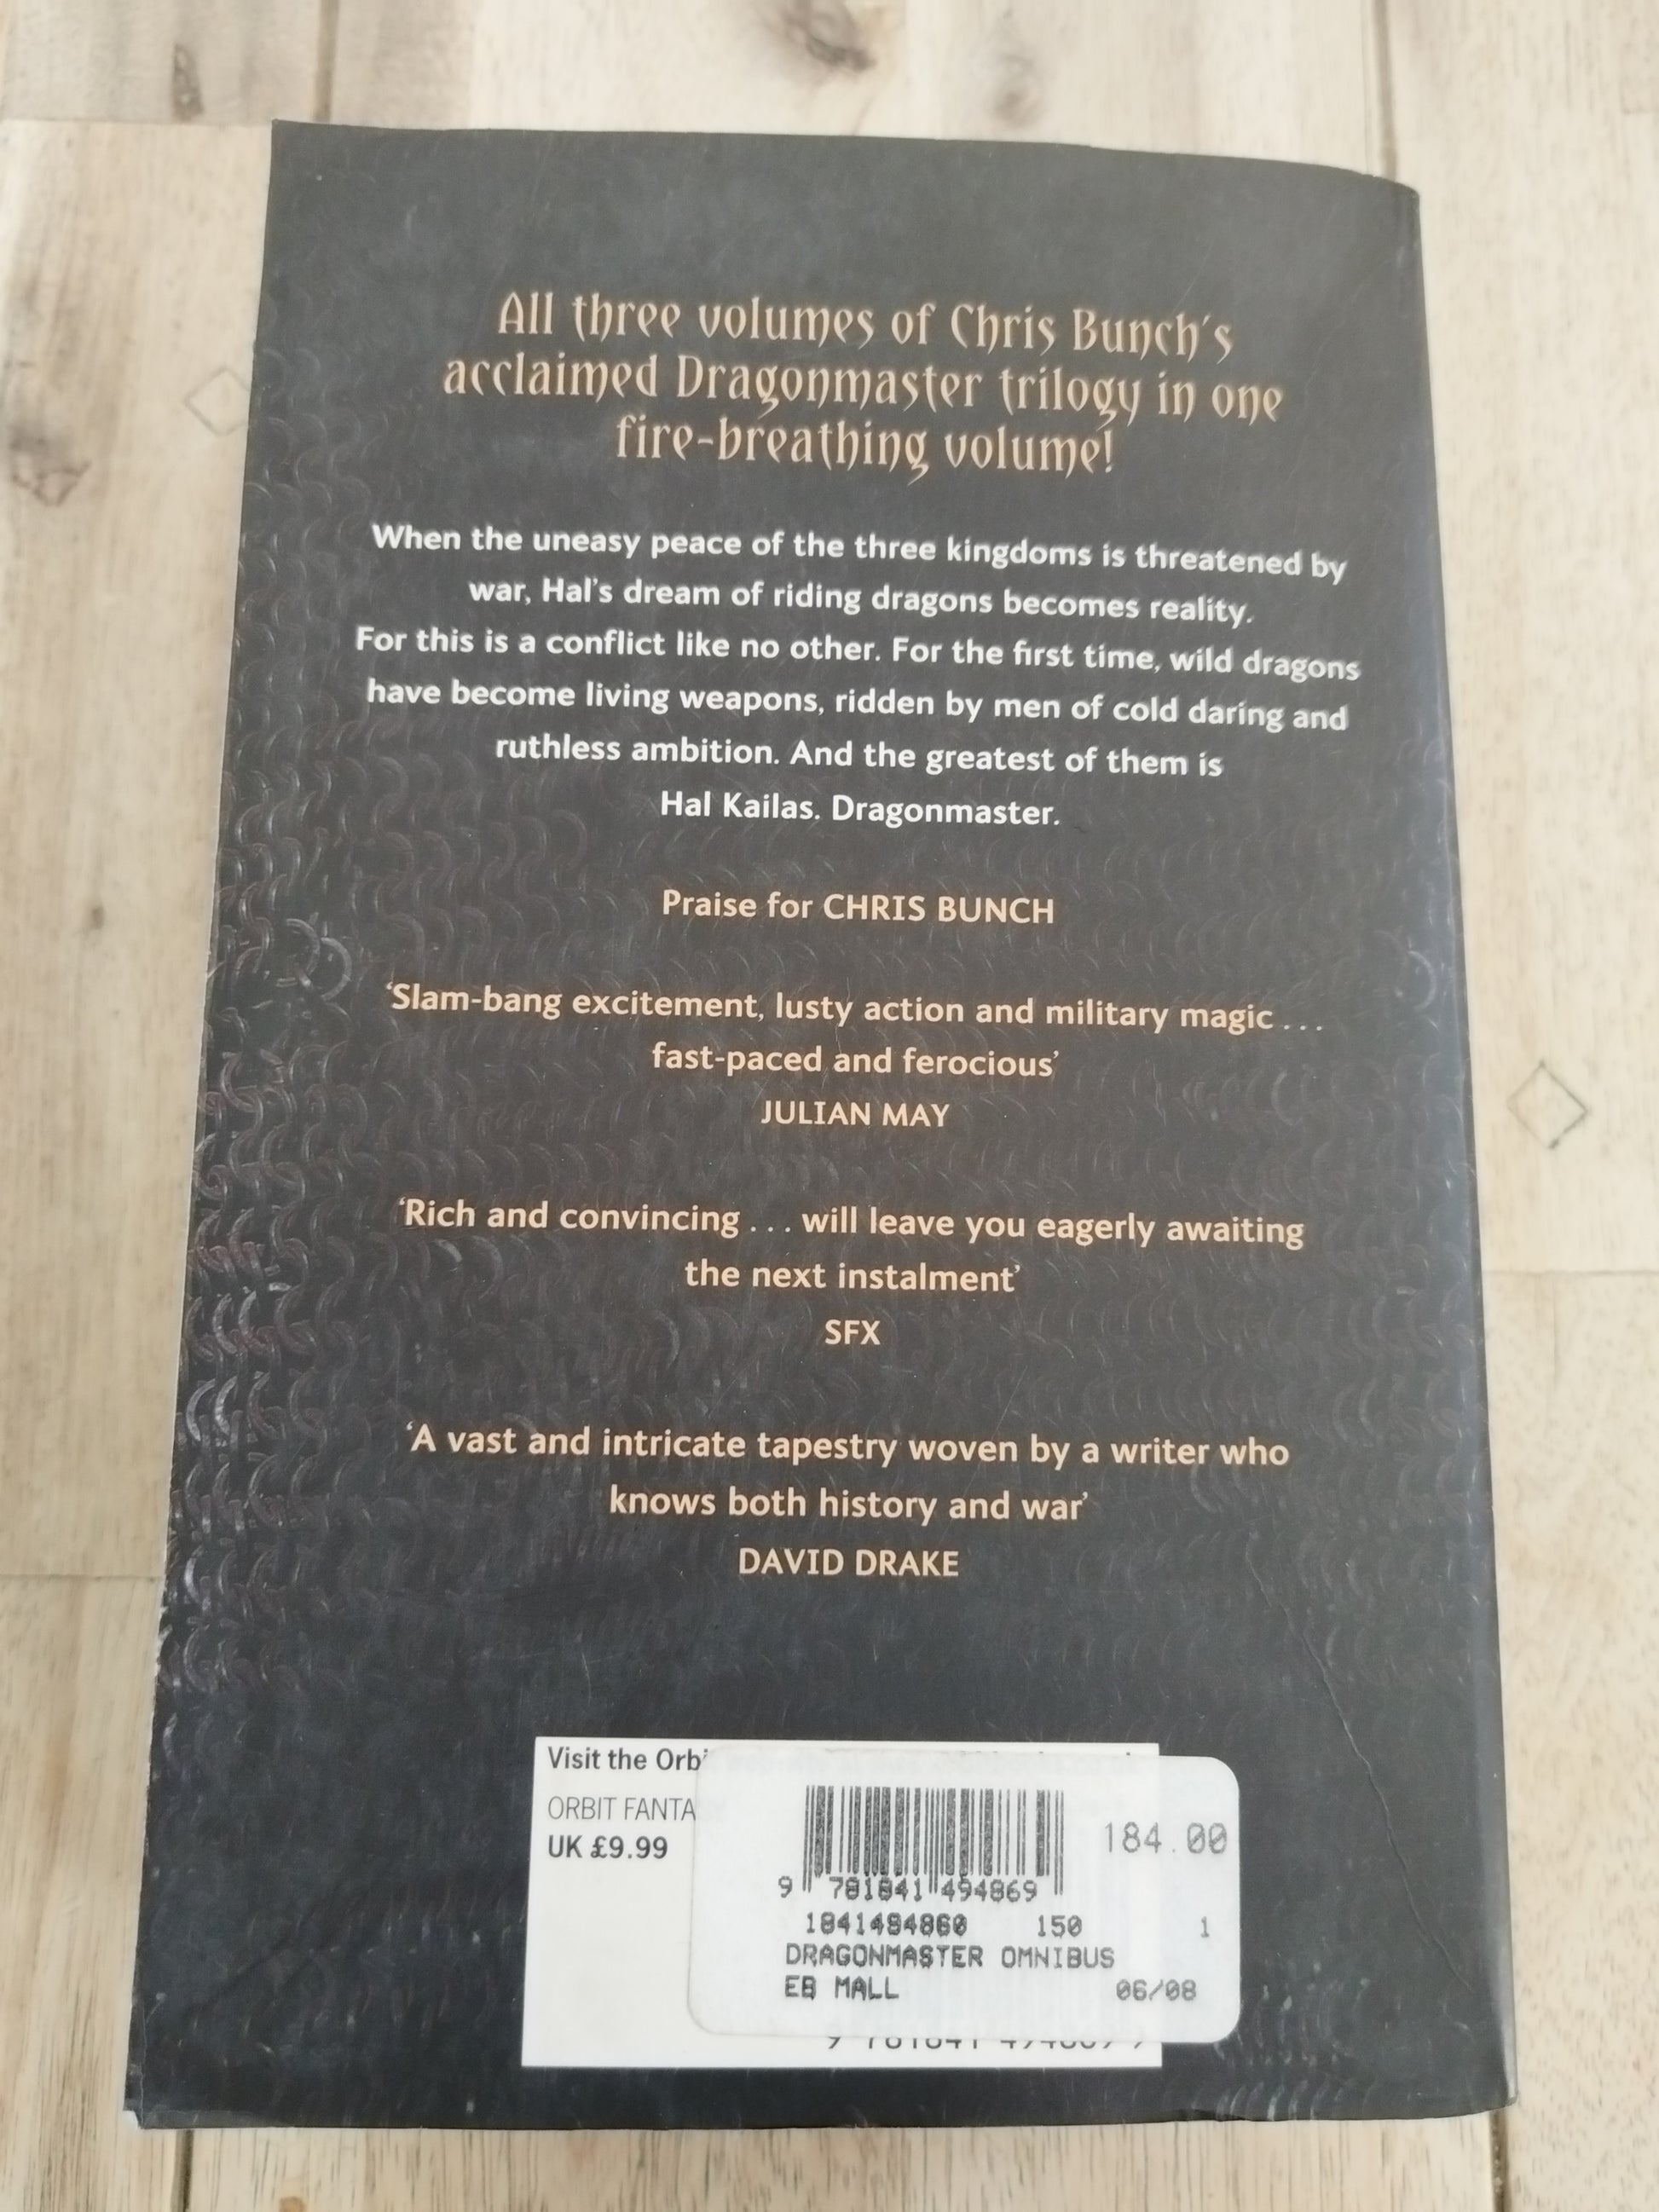 All three volumes of Chris Bunch's
acclaimed Dragonmaster trilogy in one
fire-breathing volume!
When the uneasy peace of the three kingdoms is threatened by
war, Hal's dream of riding dragons becomes reality.
For this is a conflict like no other. For the first time, wild dragons
have become living weapons, ridden by men of cold daring and
ruthless ambition. And the greatest of them is
Hal Kailas. Dragonmaster.
Praise for CHRIS BUNCH
‘Slam-bang excitement, lusty action and military magic . . .
fast-paced and ferocious’
JULIAN MAY
‘Rich and convincing . . . will leave you eagerly awaiting
the next instalment’
SFX
‘A vast and intricate tapestry woven by a writer who
knows both history and war’
DAVID DRAKE
Visit the Orb
ORBIT FANTA
UK £9.99
184.00
9 781841 494869
1841494860 150 1
DRAGONMASTER OMNIBUS
EB MALL 06/08